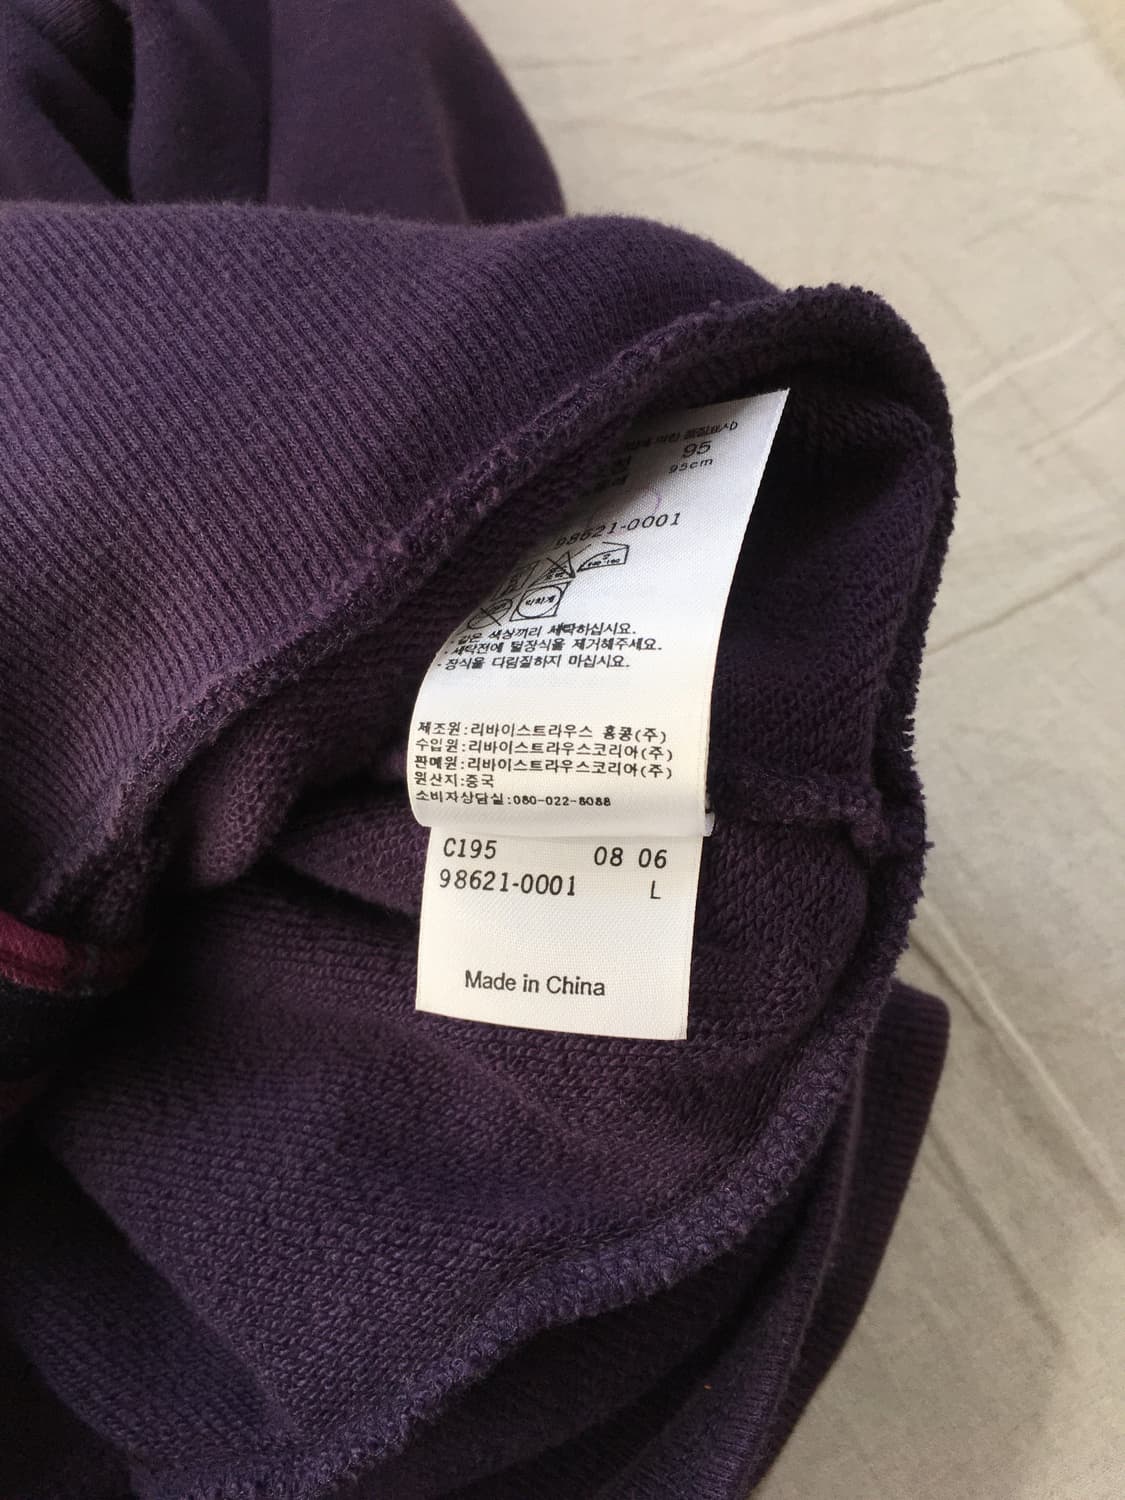 95
95cm
98621-0001
같은 색상끼리 세탁하십시요.
·세탁전에 털장식을 제거해주세요.
·장식을 다림질하지 마십시요.
제조원:리바이스트라우스 홍콩(주)
수입원:리바이스트라우스코리아(주)
판매원:리바이스트라우스코리아(주)
원산지:중국
소비자상담실:080-022-8088
C195 08 06
98621-0001 L
Made in China